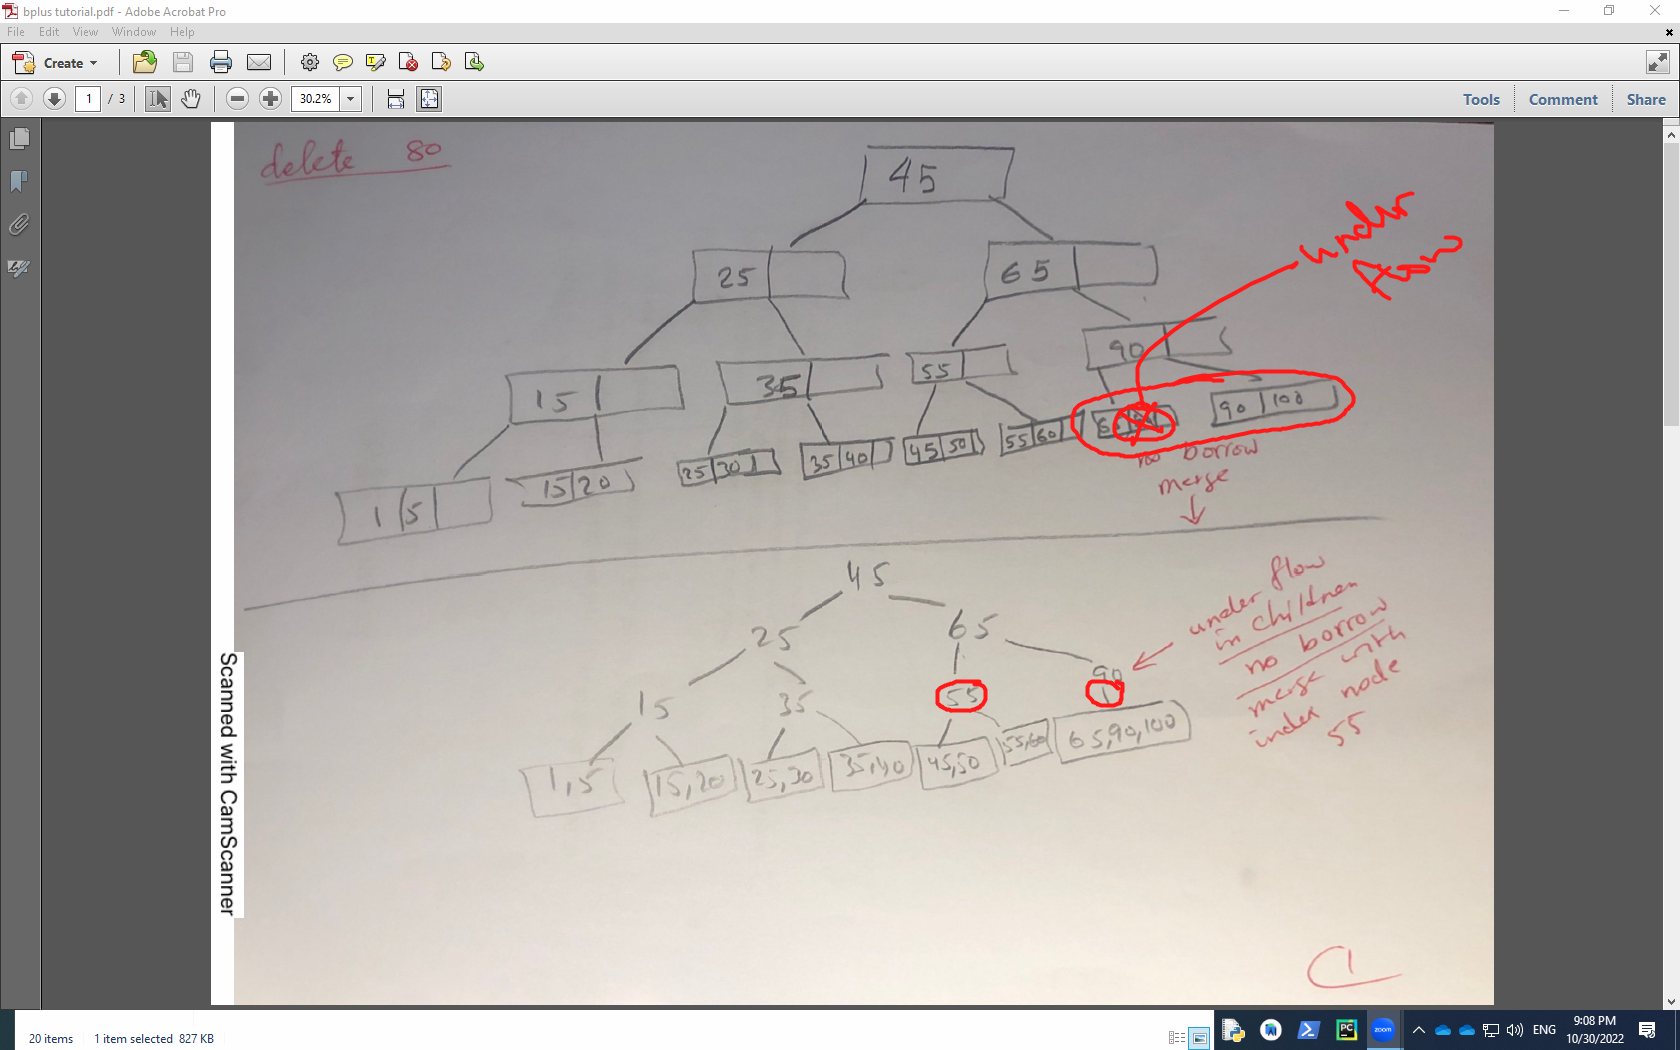 bplus tutorial.pdf - Adobe Acrobat Pro
File Edit View Window Help
Create
1 / 3 30.2% Tools Comment Share
delete 80
45
under
25 65
90
15 35 55
90 100
55 60
45 50
35 40
25 30
15 20
1 5
no borrow
merge
45
under flow
in children
no borrow
merge with
index node
55
25 65
90
15 35 55
1,5 15,20 25,30 35,40 45,50 55,60 65,90,100
Scanned with CamScanner
20 items 1 item selected 827 KB
PC
zoom
ENG
9:08 PM
10/30/2022